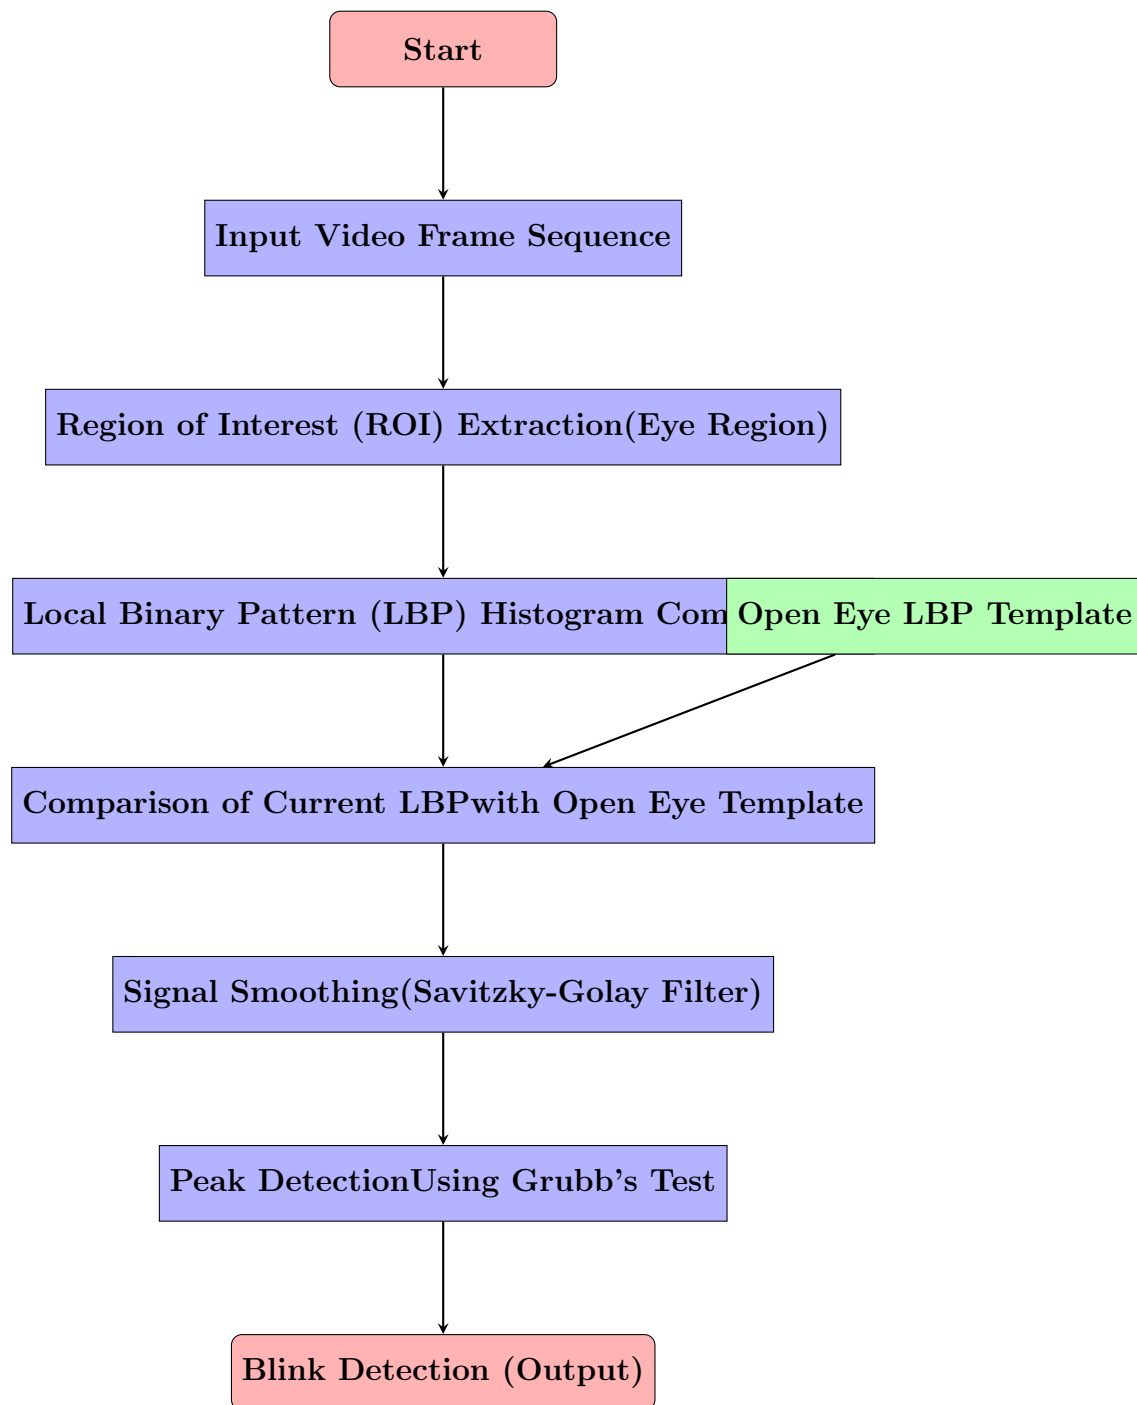 Start
Input Video Frame Sequence
Region of Interest (ROI) Extraction(Eye Region)
Local Binary Pattern (LBP) Histogram Com
Open Eye LBP Template
Comparison of Current LBPwith Open Eye Template
Signal Smoothing(Savitzky-Golay Filter)
Peak DetectionUsing Grubb's Test
Blink Detection (Output)